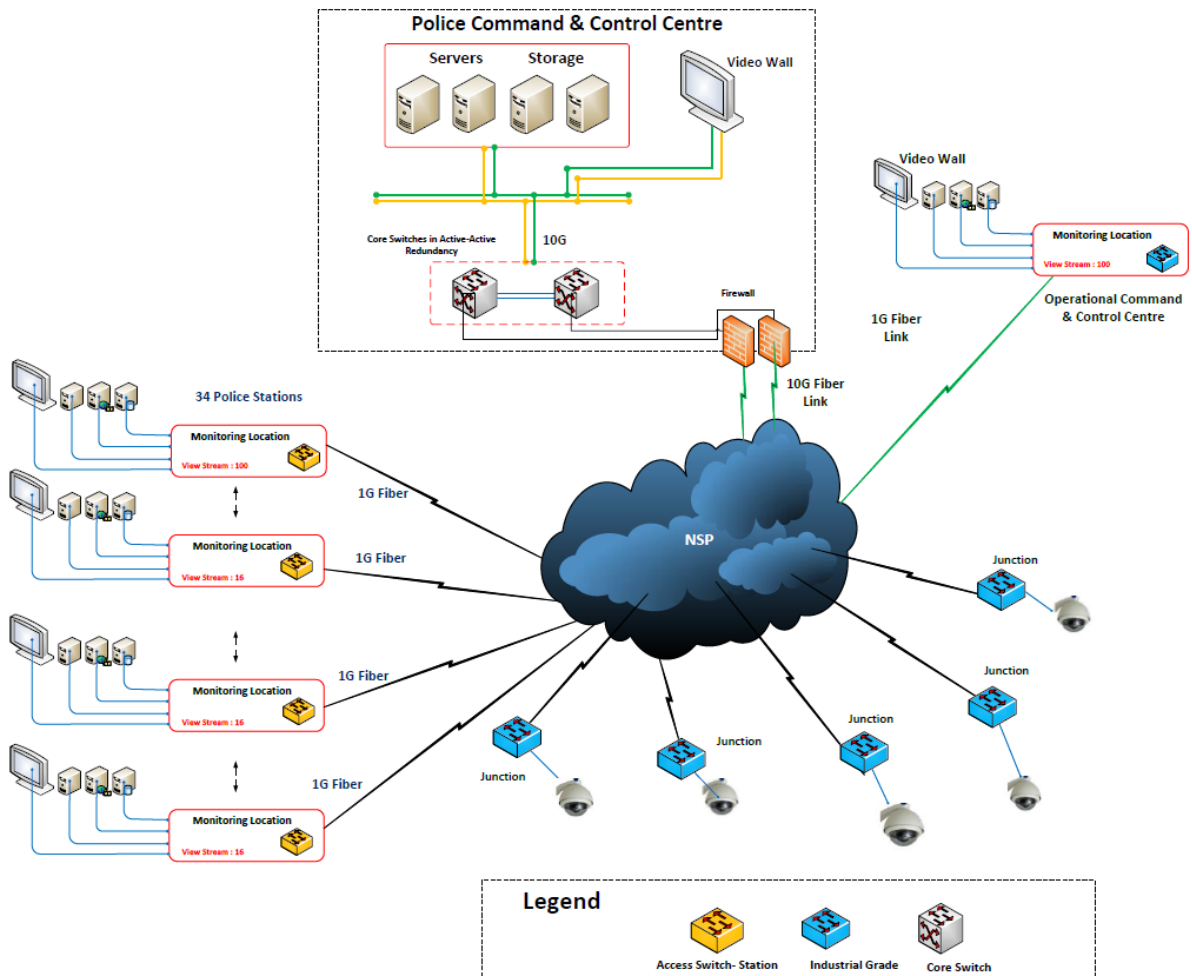 Police Command & Control Centre
Servers
Storage
Video Wall
Core Switches in Active-Active
Redundancy
10G
Firewall
10G Fiber
Link
Video Wall
Monitoring Location
View Stream : 100
Operational Command
& Control Centre
1G Fiber
Link
34 Police Stations
Monitoring Location
View Stream : 100
1G Fiber
Monitoring Location
View Stream : 16
1G Fiber
Monitoring Location
View Stream : 16
1G Fiber
Monitoring Location
View Stream : 16
1G Fiber
NSP
Junction
Junction
Junction
Junction
Junction
Legend
Access Switch- Station
Industrial Grade
Core Switch